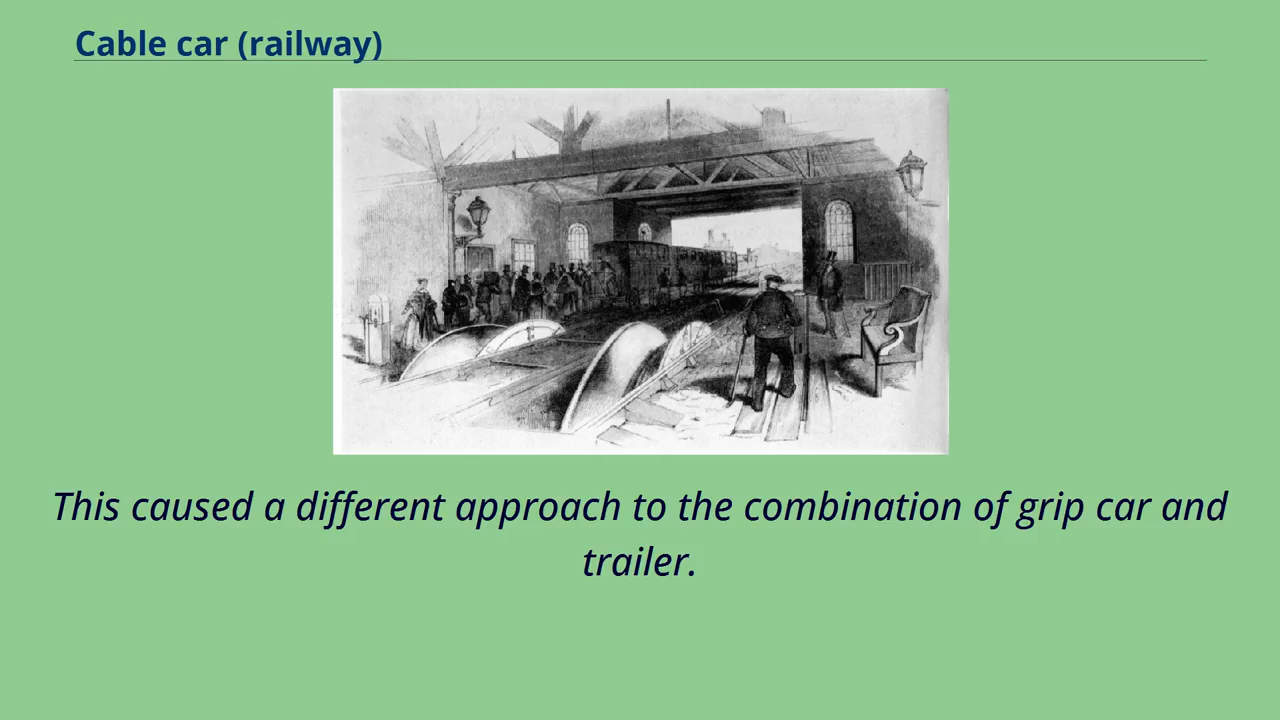 Cable car (railway)
This caused a different approach to the combination of grip car and
trailer.